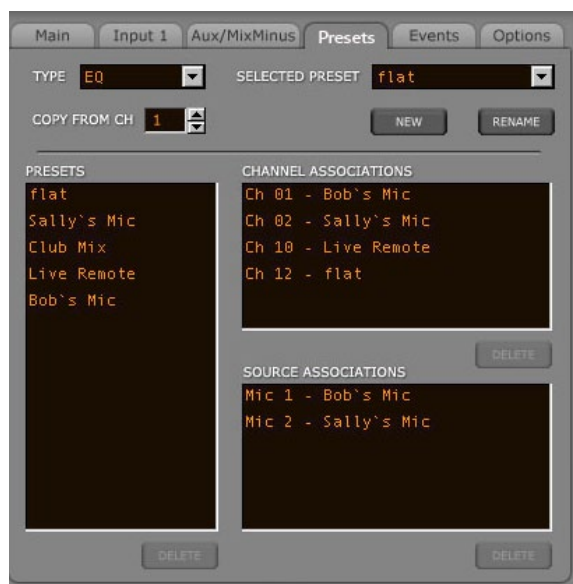 Main Input 1 Aux/MixMinus Presets Events Options
TYPE EQ SELECTED PRESET flat
COPY FROM CH 1 NEW RENAME
PRESETS
flat
Sally`s Mic
Club Mix
Live Remote
Bob`s Mic
DELETE
CHANNEL ASSOCIATIONS
Ch 01 - Bob`s Mic
Ch 02 - Sally`s Mic
Ch 10 - Live Remote
Ch 12 - flat
DELETE
SOURCE ASSOCIATIONS
Mic 1 - Bob`s Mic
Mic 2 - Sally`s Mic
DELETE